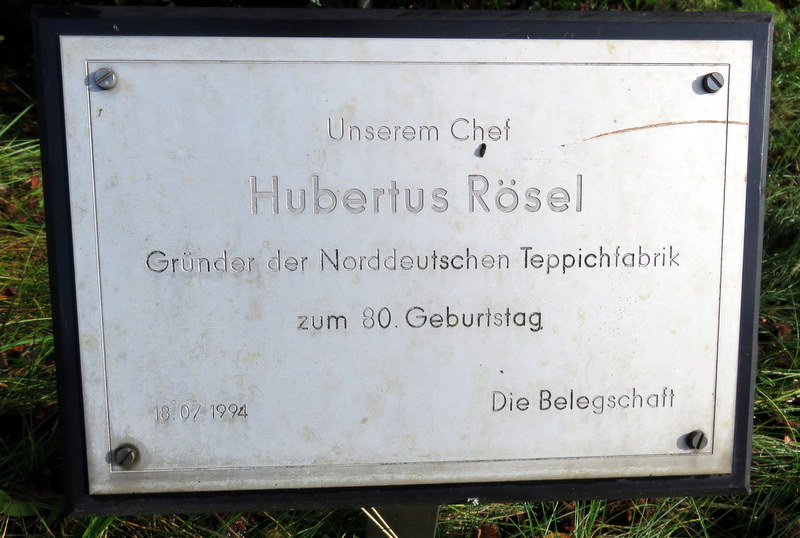 Unserem Chef
Hubertus Rösel
Gründer der Norddeutschen Teppichfabrik
zum 80. Geburtstag
18.07.1994
Die Belegschaft